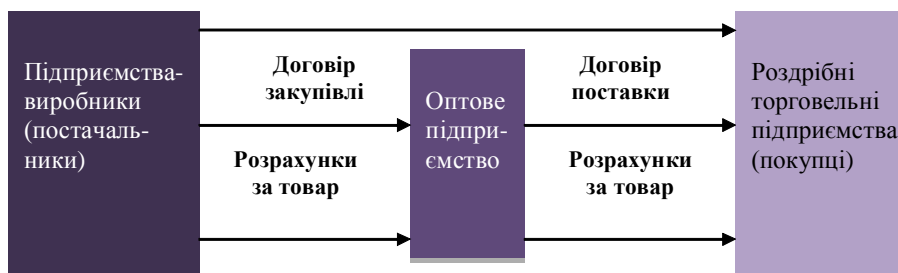 Підприємства-
виробники
(постачаль-
ники)
Договір
закупівлі
Розрахунки
за товар
Оптове
підпри-
ємство
Договір
поставки
Розрахунки
за товар
Роздрібні
торговельні
підприємства
(покупці)